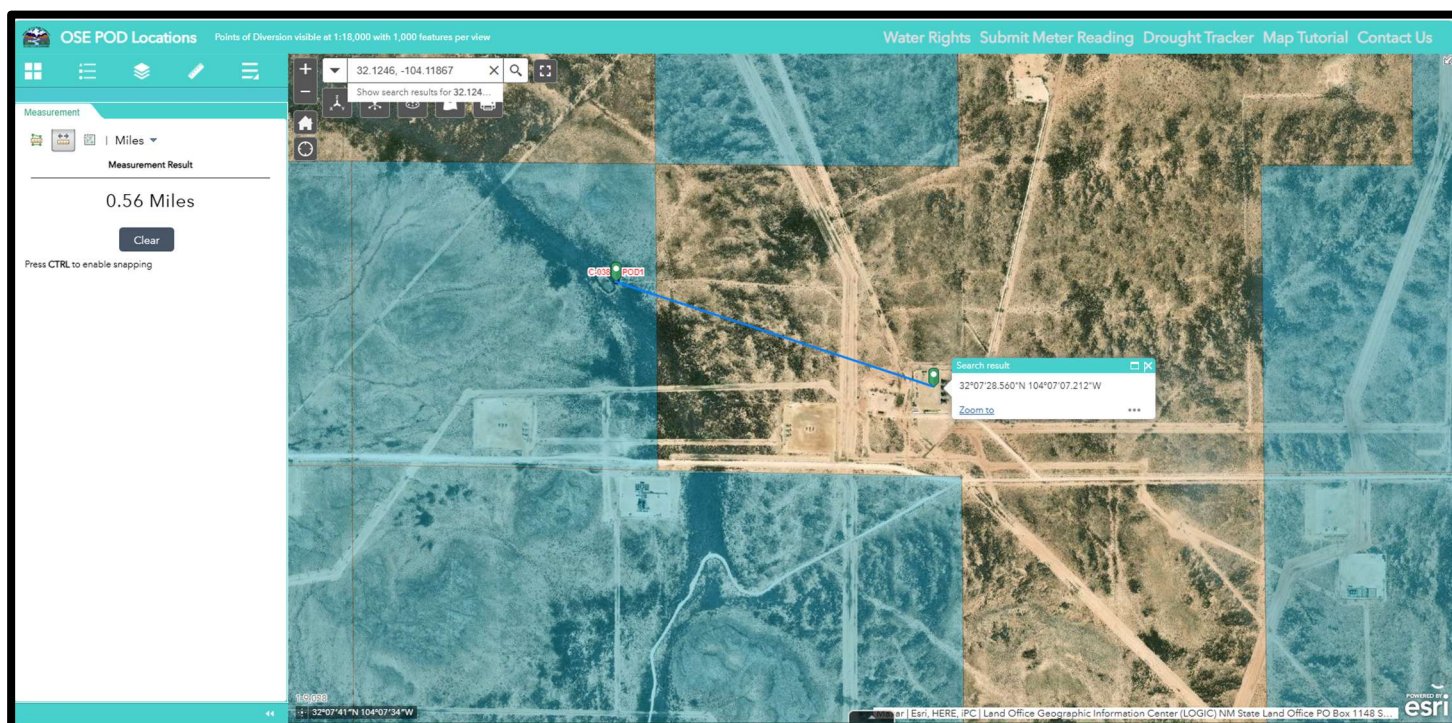 OSE POD Locations
Points of Diversion visible at 1:18,000 with 1,000 features per view
Water Rights Submit Meter Reading Drought Tracker Map Tutorial Contact Us
32.1246, -104.11867
Show search results for 32.124...
Measurement
Miles
Measurement Result
0.56 Miles
Clear
Press CTRL to enable snapping
C-038 POD1
Search result
32°07'28.560"N 104°07'07.212"W
Zoom to
32°07'41"N 104°07'34"W
Esri, HERE, iPC | Land Office Geographic Information Center (LOGIC) NM State Land Office PO Box 1148 S...
POWERED BY
esri